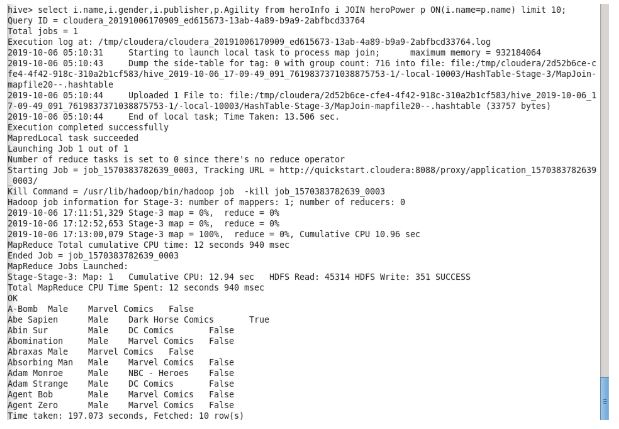 hive> select i.name,i.gender,i.publisher,p.Agility from heroInfo i JOIN heroPower p ON(i.name=p.name) limit 10;
Query ID = cloudera_20191006170909_ed615673-13ab-4a89-b9a9-2abfbcd33764
Total jobs = 1
Execution log at: /tmp/cloudera/cloudera_20191006170909_ed615673-13ab-4a89-b9a9-2abfbcd33764.log
2019-10-06 05:10:31 Starting to launch local task to process map join; maximum memory = 932184064
2019-10-06 05:10:43 Dump the side-table for tag: 0 with group count: 716 into file: file:/tmp/cloudera/2d52b6ce-c
fe4-4f42-918c-310a2b1cf583/hive_2019-10-06_17-09-49_091_7619837371038875753-1/-local-10003/HashTable-Stage-3/MapJoin-
mapfile20--.hashtable
2019-10-06 05:10:44 Uploaded 1 File to: file:/tmp/cloudera/2d52b6ce-cfe4-4f42-918c-310a2b1cf583/hive_2019-10-06_1
7-09-49_091_7619837371038875753-1/-local-10003/HashTable-Stage-3/MapJoin-mapfile20--.hashtable (33757 bytes)
2019-10-06 05:10:44 End of local task; Time Taken: 13.506 sec.
Execution completed successfully
MapredLocal task succeeded
Launching Job 1 out of 1
Number of reduce tasks is set to 0 since there's no reduce operator
Starting Job = job_1570383782639_0003, Tracking URL = http://quickstart.cloudera:8088/proxy/application_1570383782639
_0003/
Kill Command = /usr/lib/hadoop/bin/hadoop job -kill job_1570383782639_0003
Hadoop job information for Stage-3: number of mappers: 1; number of reducers: 0
2019-10-06 17:11:51,329 Stage-3 map = 0%, reduce = 0%
2019-10-06 17:12:52,653 Stage-3 map = 0%, reduce = 0%
2019-10-06 17:13:00,079 Stage-3 map = 100%, reduce = 0%, Cumulative CPU 10.96 sec
MapReduce Total cumulative CPU time: 12 seconds 940 msec
Ended Job = job_1570383782639_0003
MapReduce Jobs Launched:
Stage-Stage-3: Map: 1 Cumulative CPU: 12.94 sec HDFS Read: 45314 HDFS Write: 351 SUCCESS
Total MapReduce CPU Time Spent: 12 seconds 940 msec
OK
A-Bomb Male Marvel Comics False
Abe Sapien Male Dark Horse Comics True
Abin Sur Male DC Comics False
Abomination Male Marvel Comics False
Abraxas Male Marvel Comics False
Absorbing Man Male Marvel Comics False
Adam Monroe Male NBC - Heroes False
Adam Strange Male DC Comics False
Agent Bob Male Marvel Comics False
Agent Zero Male Marvel Comics False
Time taken: 197.073 seconds, Fetched: 10 row(s)